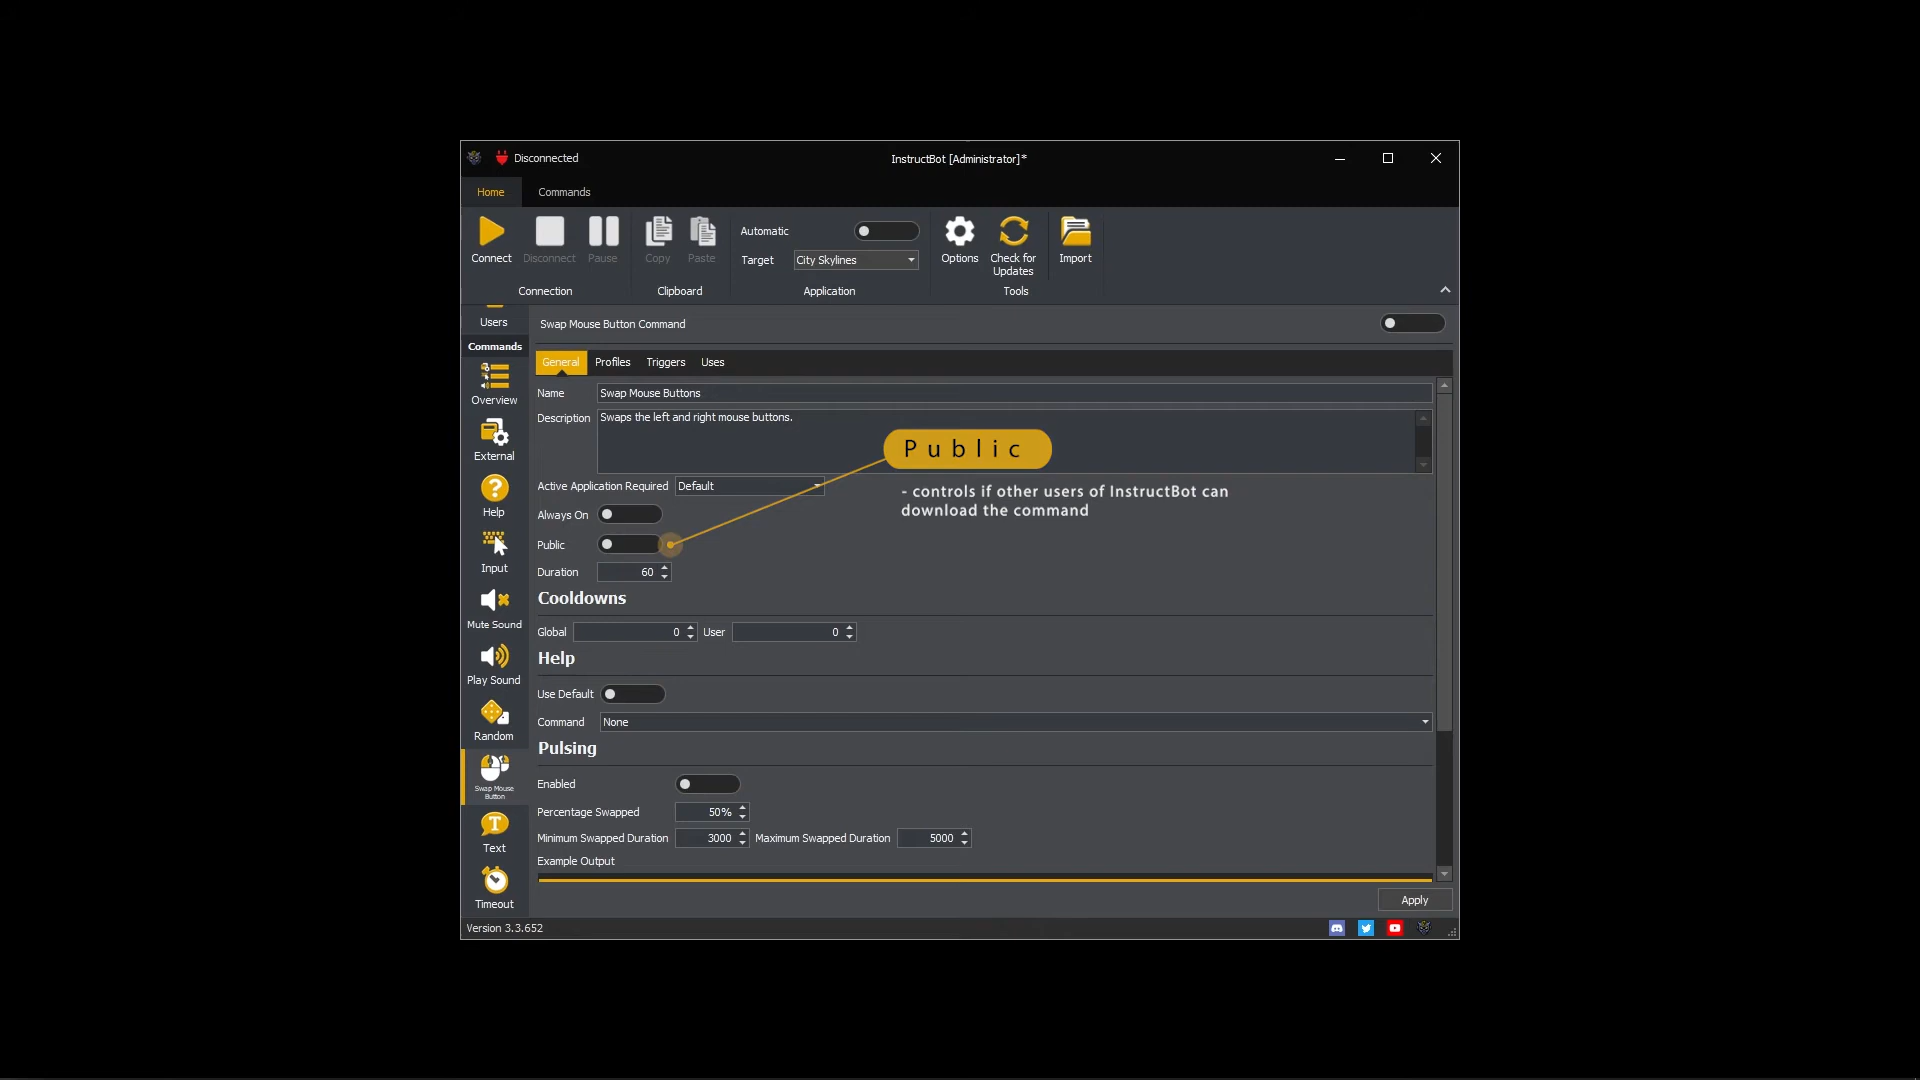 Disconnected
InstructBot [Administrator]*
Home Commands
Connect Disconnect Pause Copy Paste
Automatic
Target City Skylines
Options Check for Updates Import
Connection Clipboard Application Tools
Users
Commands
Overview
External
Help
Input
Mute Sound
Play Sound
Random
Swap Mouse
Button
Text
Timeout
Swap Mouse Button Command
General Profiles Triggers Uses
Name Swap Mouse Buttons
Description Swaps the left and right mouse buttons.
Public
- controls if other users of InstructBot can
download the command
Active Application Required Default
Always On
Public
Duration 60
Cooldowns
Global 0 User 0
Help
Use Default
Command None
Pulsing
Enabled
Percentage Swapped 50%
Minimum Swapped Duration 3000 Maximum Swapped Duration 5000
Example Output
Apply
Version 3.3.652